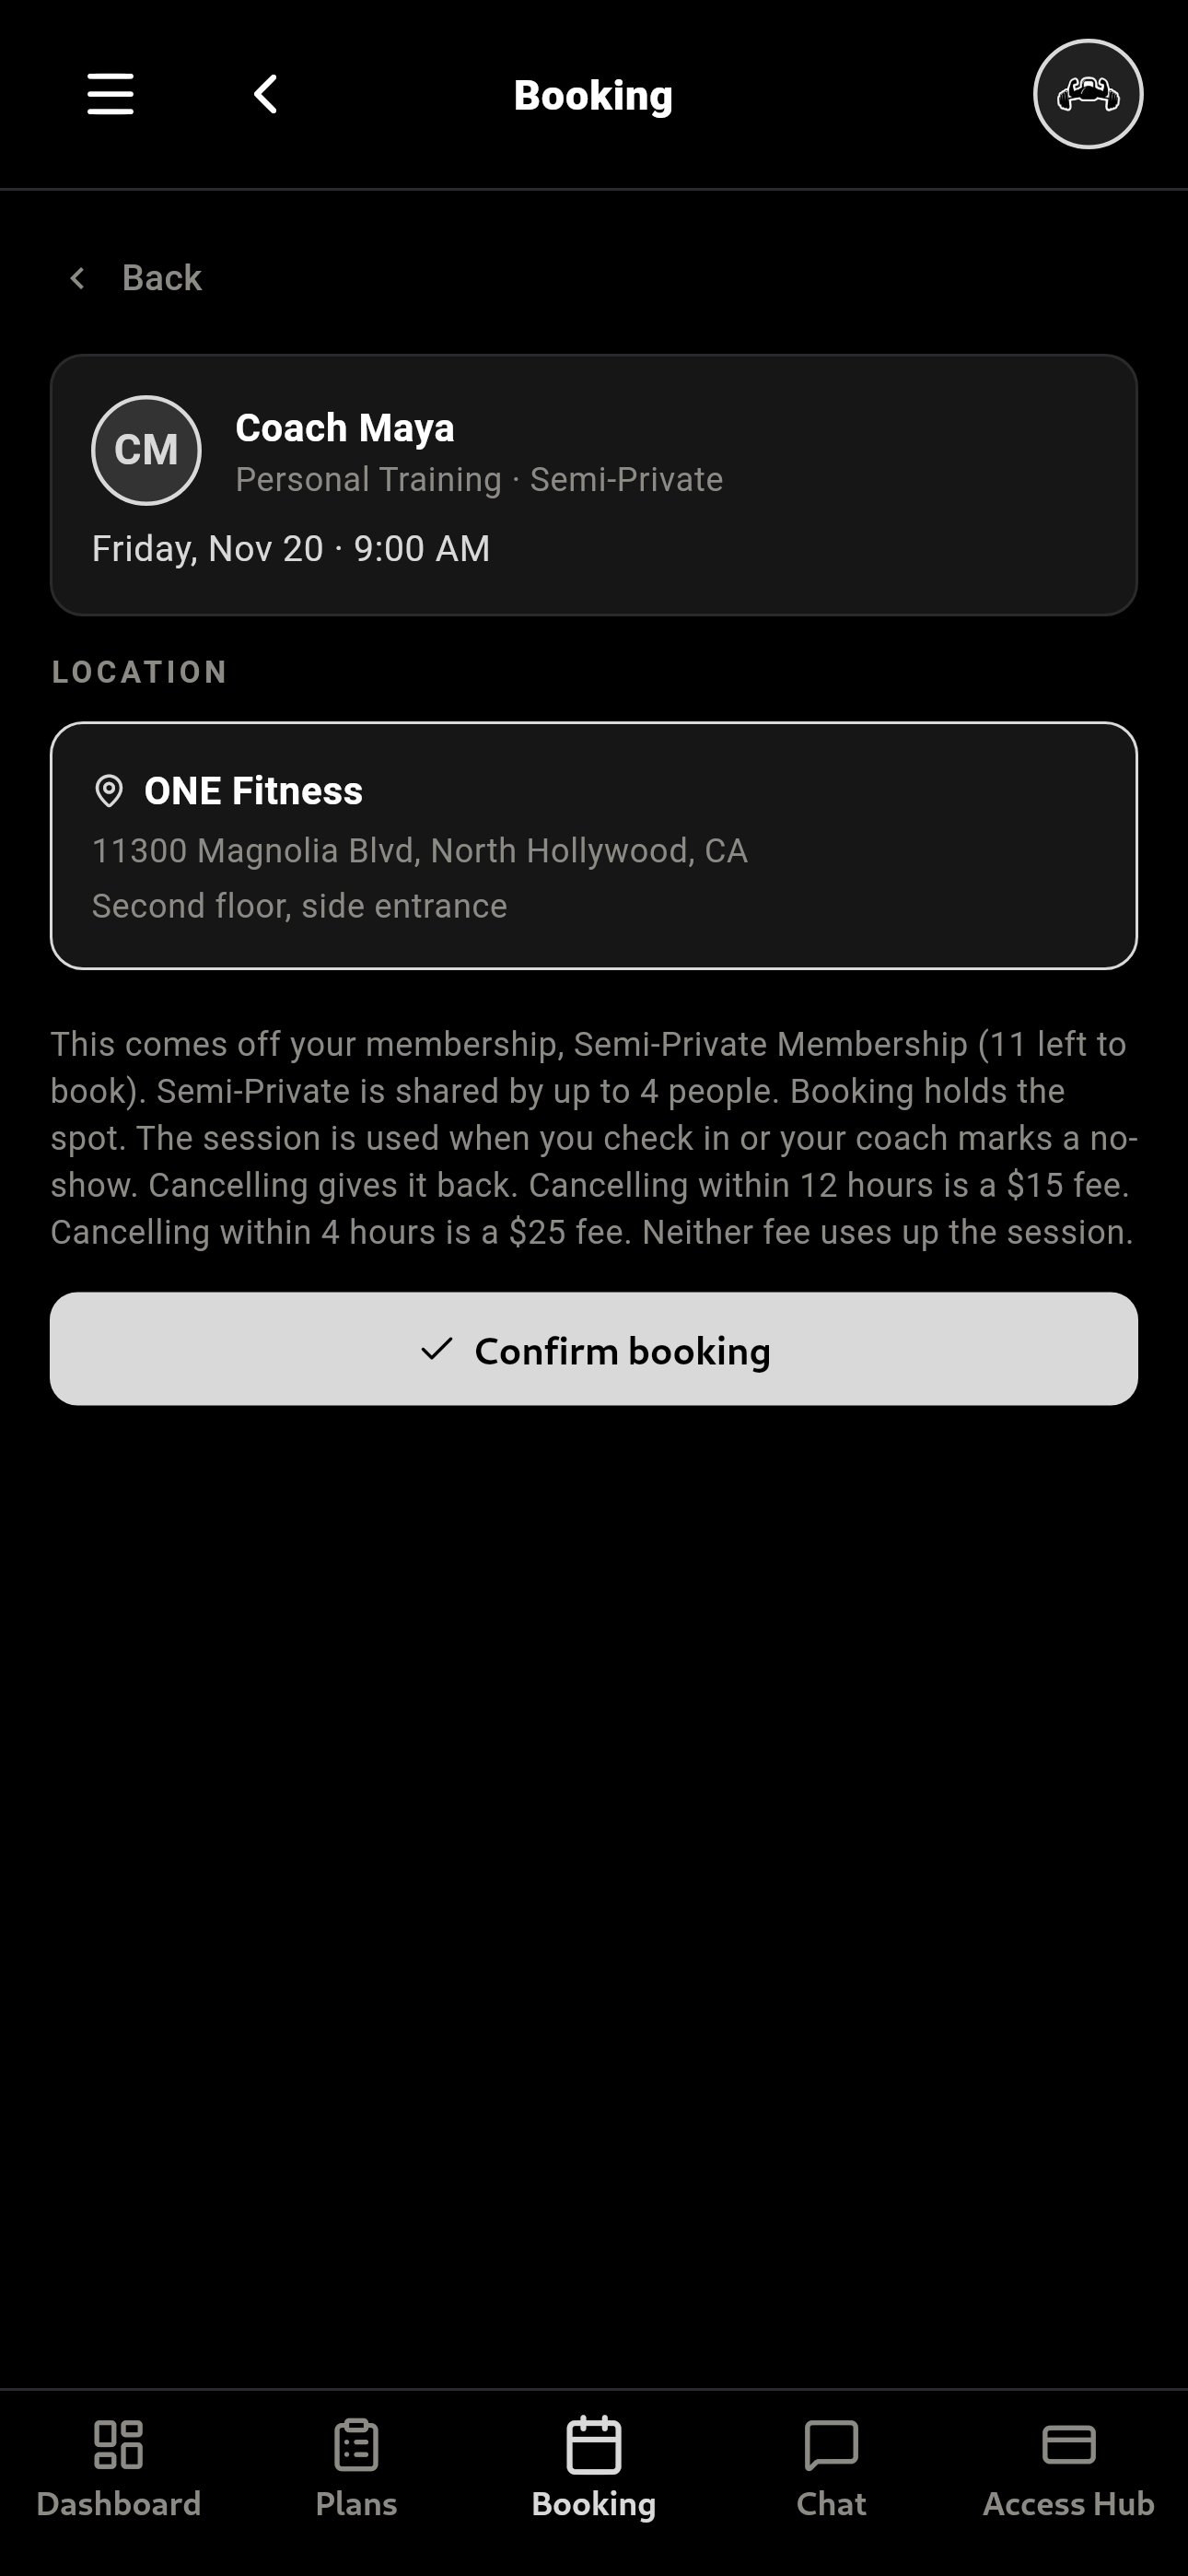 Booking
Back
CM
Coach Maya
Personal Training · Semi-Private
Friday, Nov 20 · 9:00 AM
LOCATION
ONE Fitness
11300 Magnolia Blvd, North Hollywood, CA
Second floor, side entrance
This comes off your membership, Semi-Private Membership (11 left to
book). Semi-Private is shared by up to 4 people. Booking holds the
spot. The session is used when you check in or your coach marks a no-
show. Cancelling gives it back. Cancelling within 12 hours is a $15 fee.
Cancelling within 4 hours is a $25 fee. Neither fee uses up the session.
Confirm booking
Dashboard
Plans
Booking
Chat
Access Hub